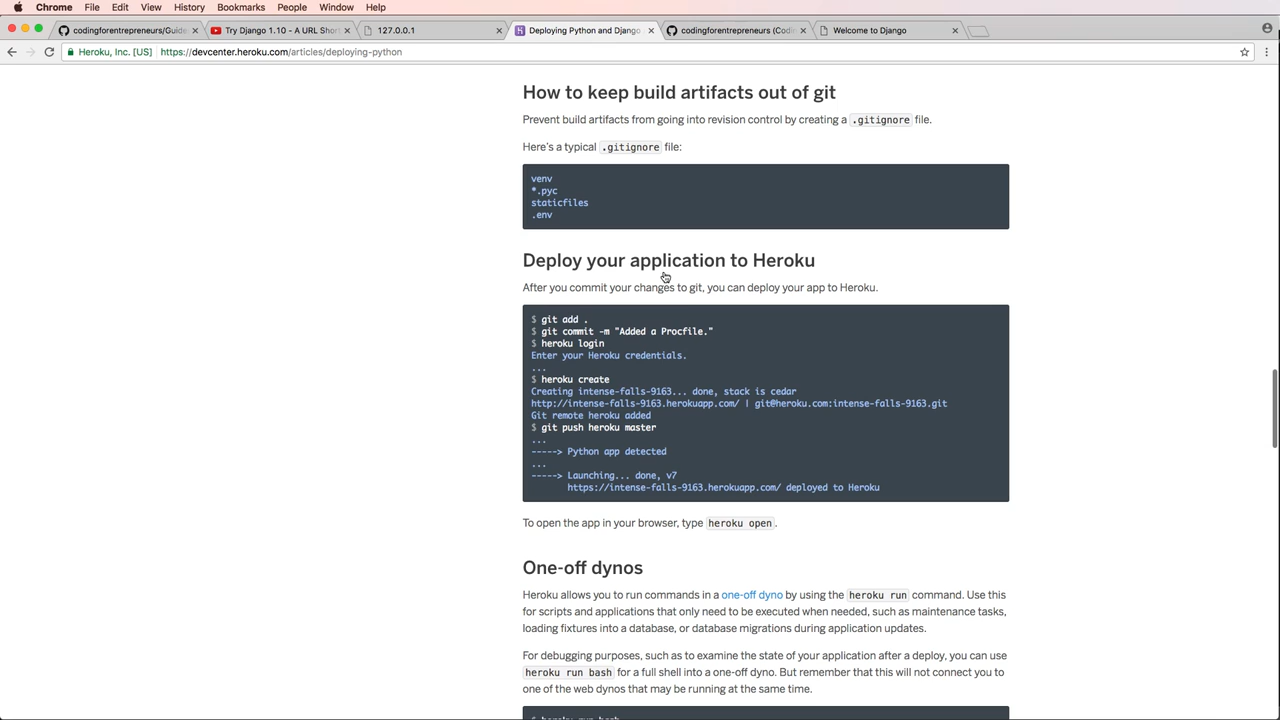 Chrome File Edit View History Bookmarks People Window Help
codingforentrepreneurs/Guide
Try Django 1.10 - A URL Short
127.0.0.1
Deploying Python and Django
codingforentrepreneurs (Codi
Welcome to Django
Heroku, Inc. [US] https://devcenter.heroku.com/articles/deploying-python
How to keep build artifacts out of git
Prevent build artifacts from going into revision control by creating a .gitignore file.
Here's a typical .gitignore file:
venv
*.pyc
staticfiles
.env
Deploy your application to Heroku
After you commit your changes to git, you can deploy your app to Heroku.
$ git add .
$ git commit -m "Added a Procfile."
$ heroku login
Enter your Heroku credentials.
...
$ heroku create
Creating intense-falls-9163... done, stack is cedar
http://intense-falls-9163.herokuapp.com/ | git@heroku.com:intense-falls-9163.git
Git remote heroku added
$ git push heroku master
...
-----> Python app detected
...
-----> Launching... done, v7
https://intense-falls-9163.herokuapp.com/ deployed to Heroku
To open the app in your browser, type heroku open.
One-off dynos
Heroku allows you to run commands in a one-off dyno by using the heroku run command. Use this
for scripts and applications that only need to be executed when needed, such as maintenance tasks,
loading fixtures into a database, or database migrations during application updates.
For debugging purposes, such as to examine the state of your application after a deploy, you can use
heroku run bash for a full shell into a one-off dyno. But remember that this will not connect you to
one of the web dynos that may be running at the same time.
$ heroku run bash